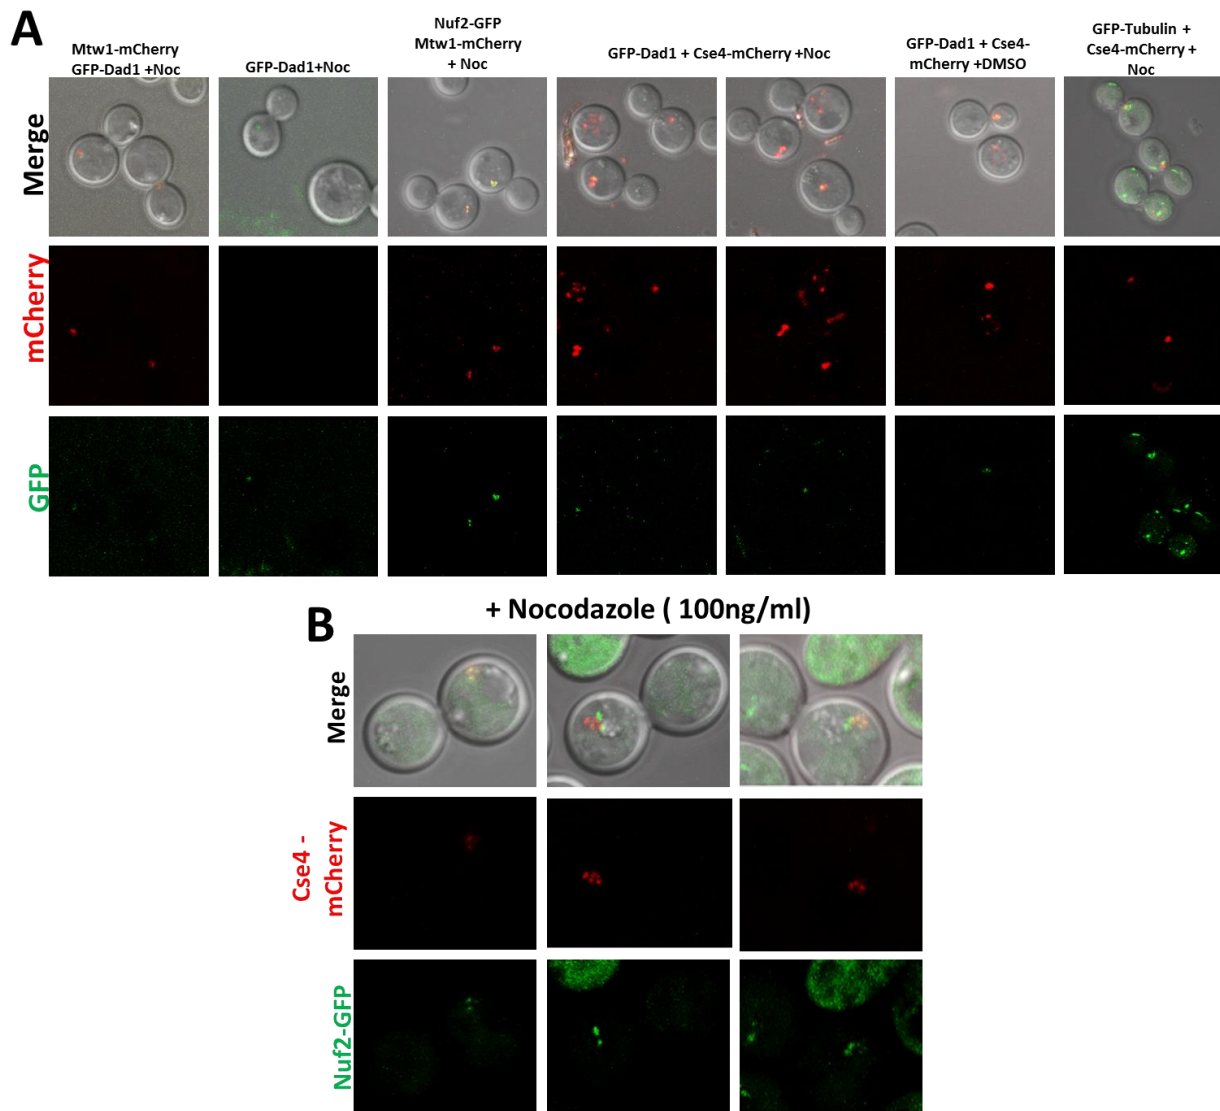 A
Mtw1-mCherry
GFP-Dad1 +Noc
GFP-Dad1+Noc
Nuf2-GFP
Mtw1-mCherry
+ Noc
GFP-Dad1 + Cse4-mCherry +Noc
GFP-Dad1 + Cse4-
mCherry +DMSO
GFP-Tubulin +
Cse4-mCherry +
Noc
Merge
mCherry
GFP
B
+ Nocodazole ( 100ng/ml)
Merge
Cse4 -
mCherry
Nuf2-GFP